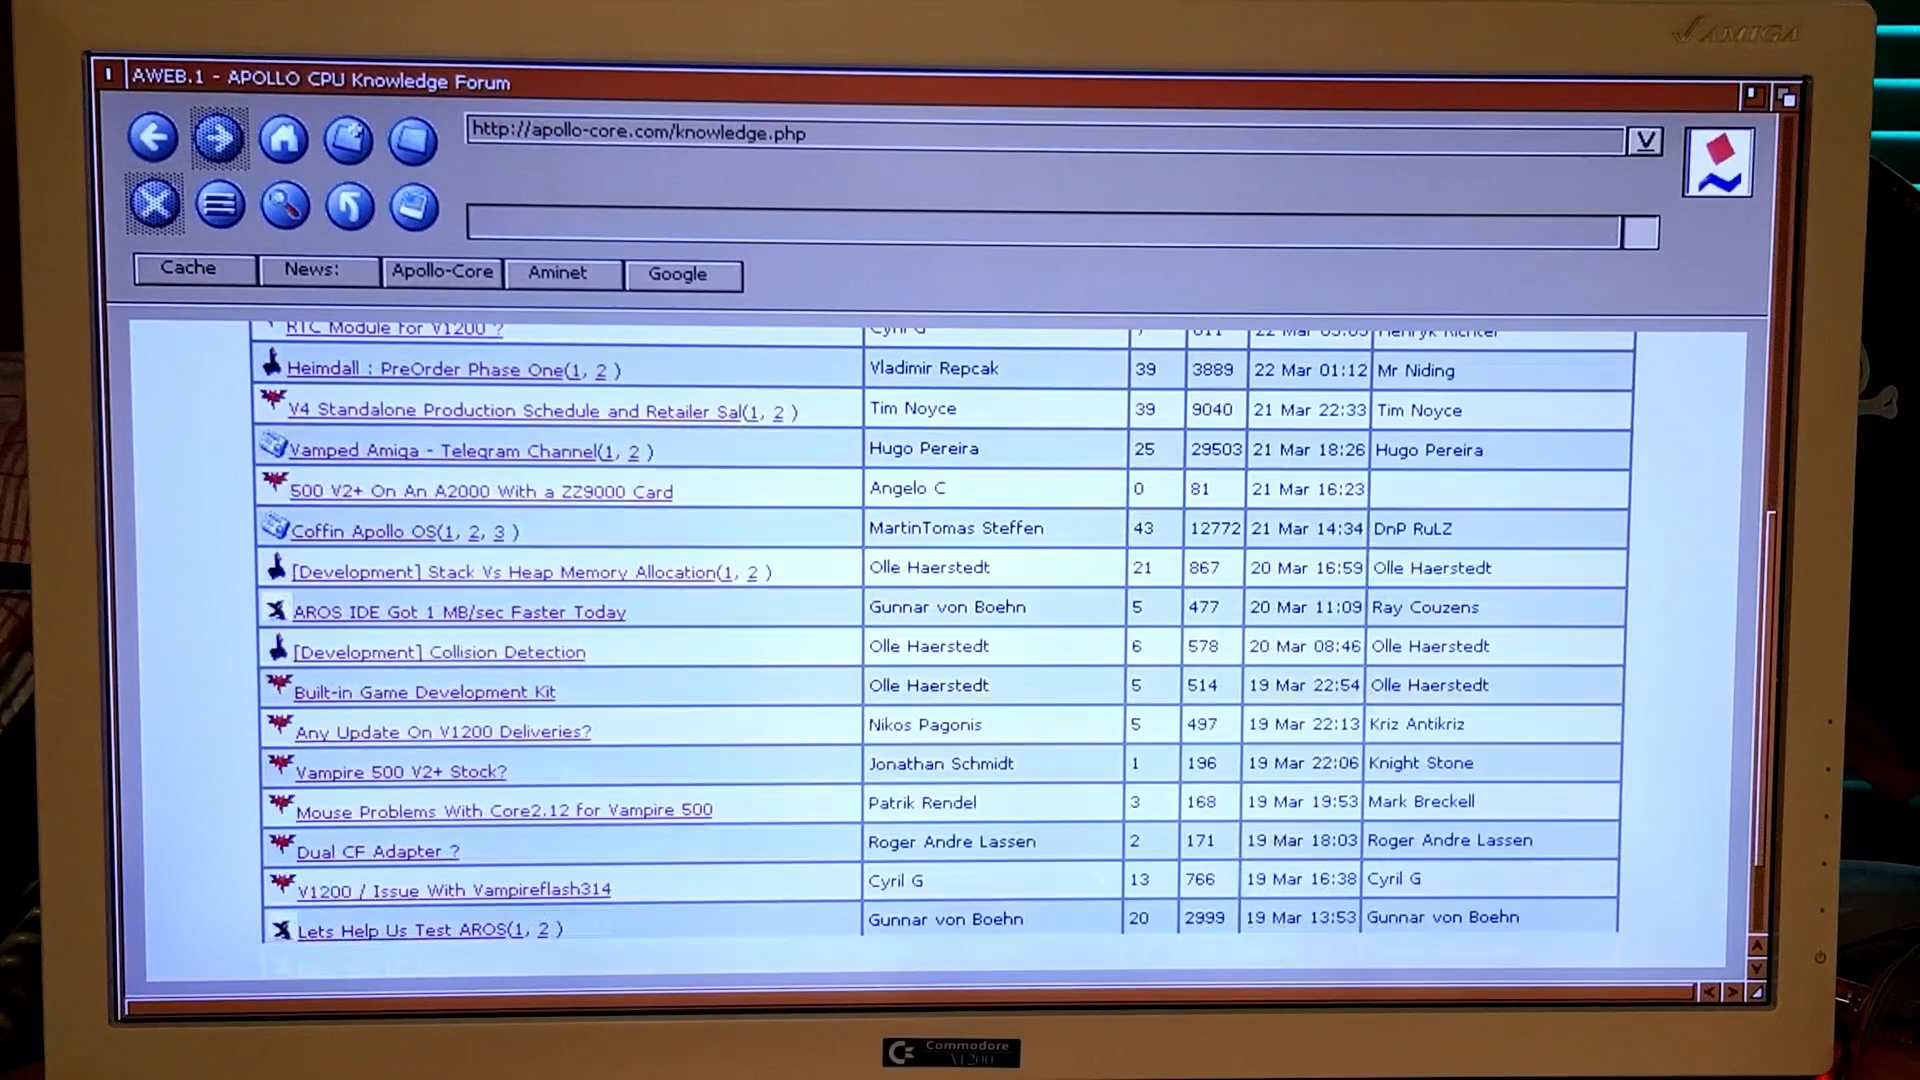 AMIGA
AWEB.1 - APOLLO CPU Knowledge Forum
http://apollo-core.com/knowledge.php V
Cache News: Apollo-Core Aminet Google
RTC Module for V1200 ? Cyril G 7 22 Mar Henryk Richter
Heimdall : PreOrder Phase One(1, 2 ) Vladimir Repcak 39 3889 22 Mar 01:12 Mr Niding
V4 Standalone Production Schedule and Retailer Sal(1, 2 ) Tim Noyce 39 9040 21 Mar 22:33 Tim Noyce
Vamped Amiga - Telegram Channel(1, 2 ) Hugo Pereira 25 29503 21 Mar 18:26 Hugo Pereira
500 V2+ On An A2000 With a ZZ9000 Card Angelo C 0 81 21 Mar 16:23
Coffin Apollo OS(1, 2, 3 ) MartinTomas Steffen 43 12772 21 Mar 14:34 DnP RuLZ
[Development] Stack Vs Heap Memory Allocation(1, 2 ) Olle Haerstedt 21 867 20 Mar 16:59 Olle Haerstedt
AROS IDE Got 1 MB/sec Faster Today Gunnar von Boehn 5 477 20 Mar 11:09 Ray Couzens
[Development] Collision Detection Olle Haerstedt 6 578 20 Mar 08:46 Olle Haerstedt
Built-in Game Development Kit Olle Haerstedt 5 514 19 Mar 22:54 Olle Haerstedt
Any Update On V1200 Deliveries? Nikos Pagonis 5 497 19 Mar 22:13 Kriz Antikriz
Vampire 500 V2+ Stock? Jonathan Schmidt 1 196 19 Mar 22:06 Knight Stone
Mouse Problems With Core2.12 for Vampire 500 Patrik Rendel 3 168 19 Mar 19:53 Mark Breckell
Dual CF Adapter ? Roger Andre Lassen 2 171 19 Mar 18:03 Roger Andre Lassen
V1200 / Issue With Vampireflash314 Cyril G 13 766 19 Mar 16:38 Cyril G
Lets Help Us Test AROS(1, 2 ) Gunnar von Boehn 20 2999 19 Mar 13:53 Gunnar von Boehn
Commodore
A1200